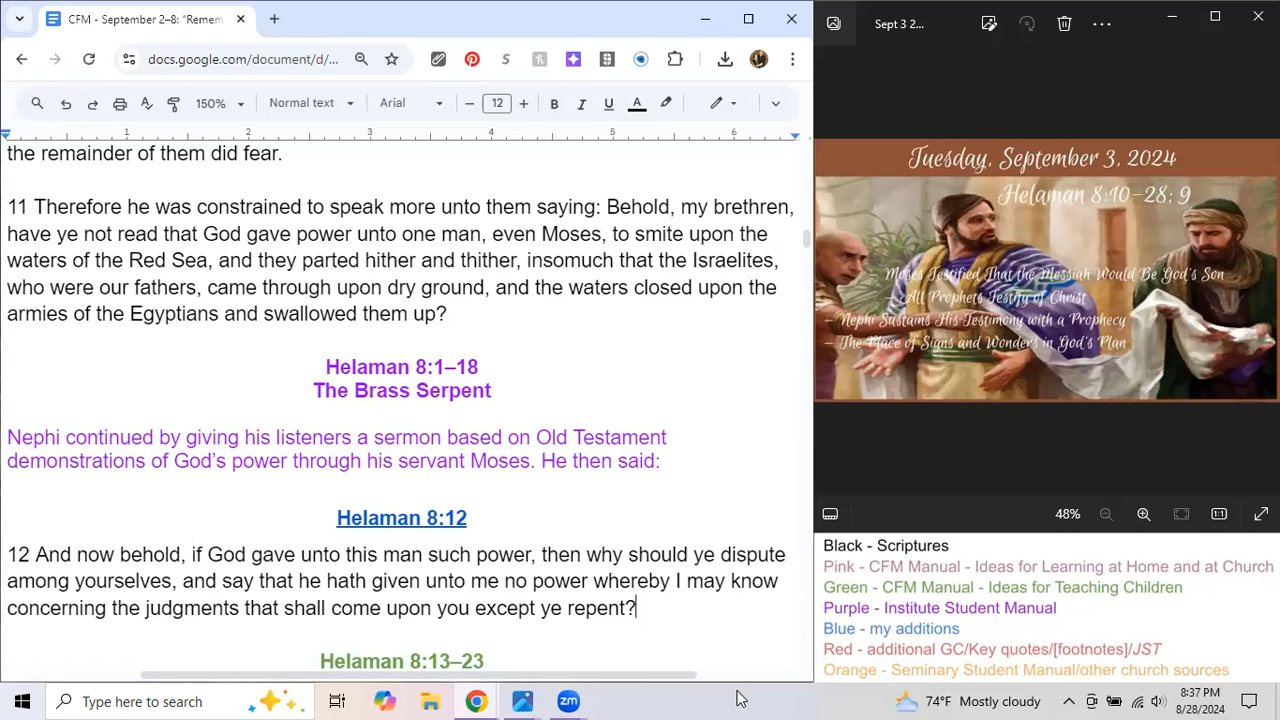 CFM - September 2–8: “Remem
docs.google.com/document/d/...
150%
Normal text
Arial
12
B I U A
1 2 3 4 5 6
the remainder of them did fear.
11 Therefore he was constrained to speak more unto them saying: Behold, my brethren,
have ye not read that God gave power unto one man, even Moses, to smite upon the
waters of the Red Sea, and they parted hither and thither, insomuch that the Israelites,
who were our fathers, came through upon dry ground, and the waters closed upon the
armies of the Egyptians and swallowed them up?
Helaman 8:1–18
The Brass Serpent
Nephi continued by giving his listeners a sermon based on Old Testament
demonstrations of God’s power through his servant Moses. He then said:
Helaman 8:12
12 And now behold, if God gave unto this man such power, then why should ye dispute
among yourselves, and say that he hath given unto me no power whereby I may know
concerning the judgments that shall come upon you except ye repent?
Helaman 8:13–23
Sept 3 2...
Tuesday, September 3, 2024
Helaman 8:10–28; 9
– Moses Testified That the Messiah Would Be God's Son
All Prophets Testify of Christ
– Nephi Sustains His Testimony with a Prophecy
– The Place of Signs and Wonders in God's Plan
48%
1:1
Black - Scriptures
Pink - CFM Manual - Ideas for Learning at Home and at Church
Green - CFM Manual - Ideas for Teaching Children
Purple - Institute Student Manual
Blue - my additions
Red - additional GC/Key quotes/[footnotes]/JST
Orange - Seminary Student Manual/other church sources
Type here to search
zm
74°F Mostly cloudy
8:37 PM
8/28/2024